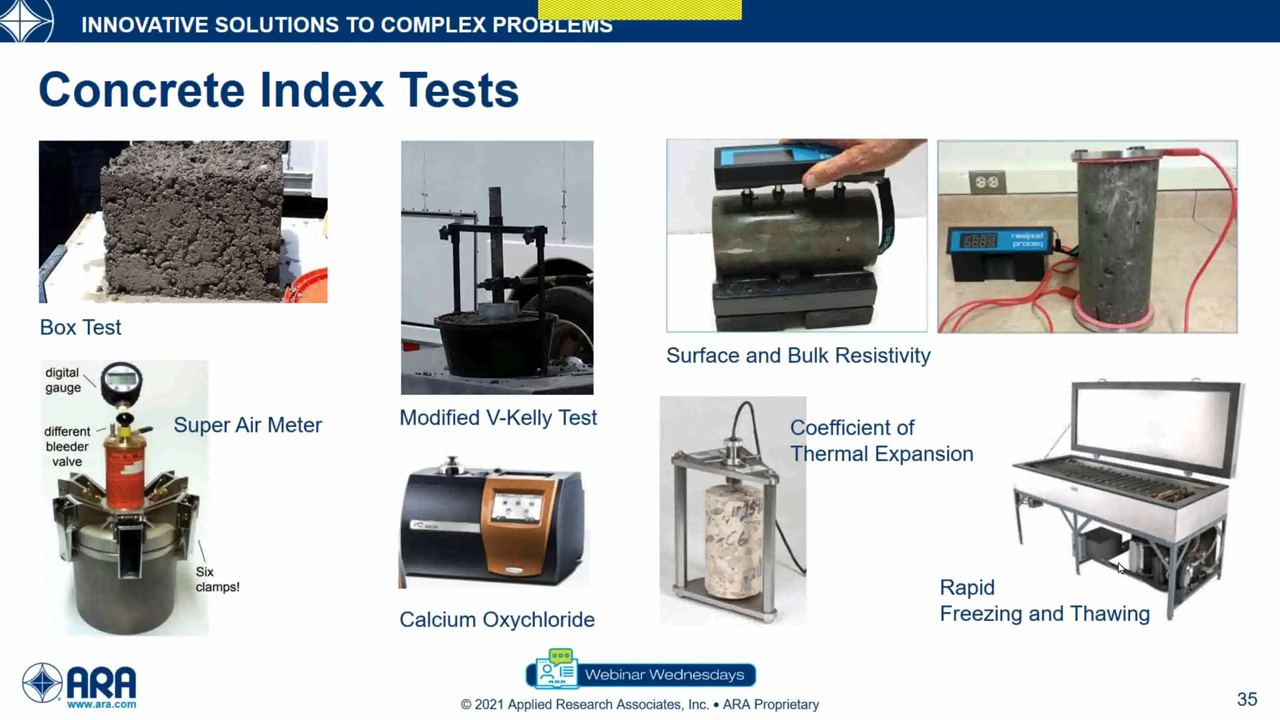 INNOVATIVE SOLUTIONS TO COMPLEX PROBLEMS
Concrete Index Tests
Box Test
digital
gauge
different
bleeder
valve
Super Air Meter
Six
clamps!
Modified V-Kelly Test
Calcium Oxychloride
Surface and Bulk Resistivity
Coefficient of
Thermal Expansion
Rapid
Freezing and Thawing
C6
ARA
www.ara.com
Webinar Wednesdays
© 2021 Applied Research Associates, Inc. • ARA Proprietary
35